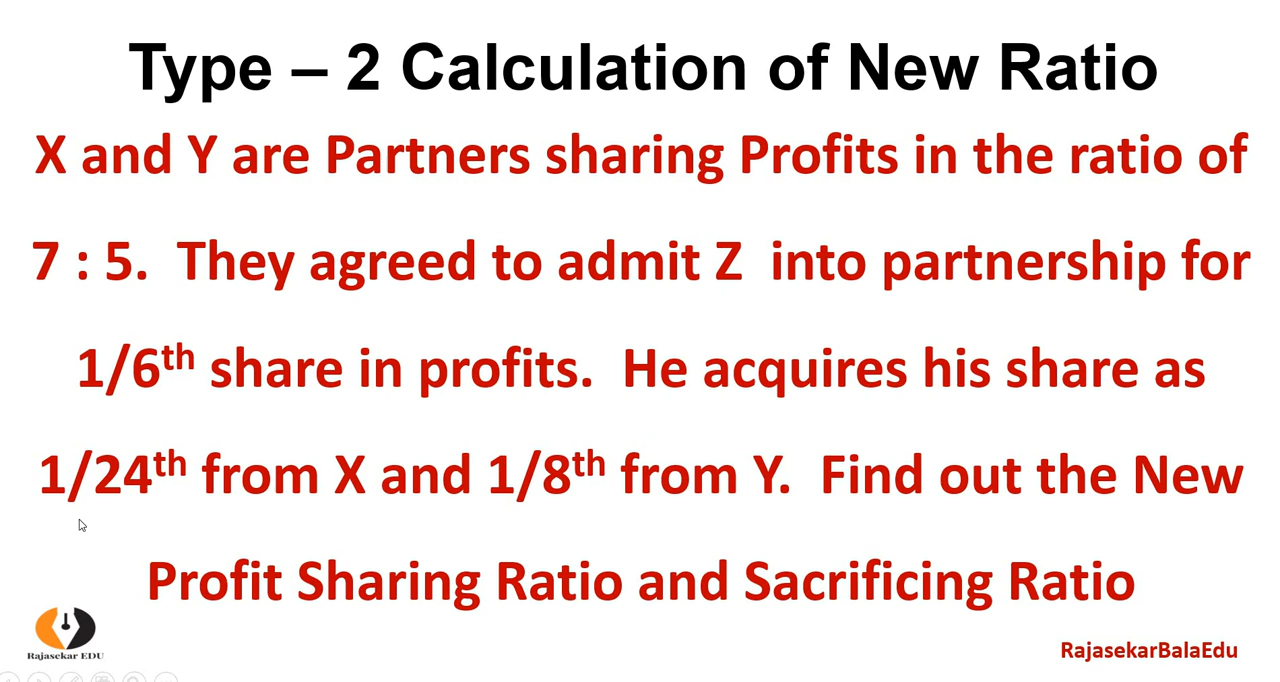 Type – 2 Calculation of New Ratio
X and Y are Partners sharing Profits in the ratio of
7 : 5. They agreed to admit Z into partnership for
1/6th share in profits. He acquires his share as
1/24th from X and 1/8th from Y. Find out the New
Profit Sharing Ratio and Sacrificing Ratio
Rajasekar EDU
RajasekarBalaEdu